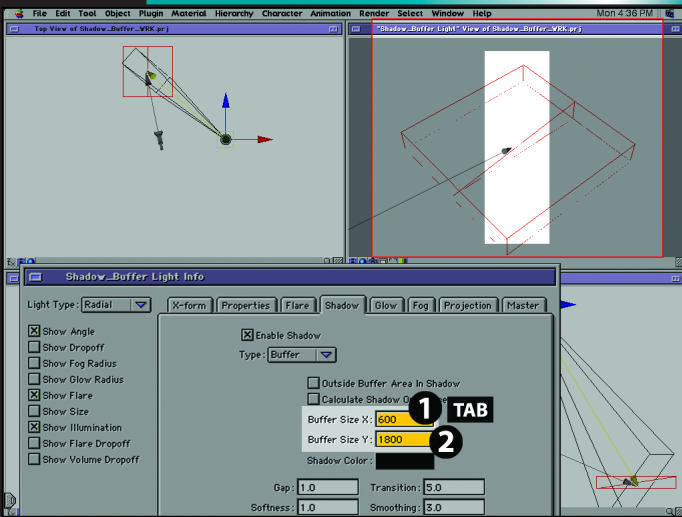 File Edit Tool Object Plugin Material Hierarchy Character Animation Render Select Window Help Mon 4:36 PM
Top View of Shadow_Buffer_WRK.prj
"Shadow_Buffer Light" View of Shadow_Buffer_WRK.prj
Shadow_Buffer Light Info
Light Type: Radial
X-form Properties Flare Shadow Glow Fog Projection Master
Show Angle
Show Dropoff
Show Fog Radius
Show Glow Radius
Show Flare
Show Size
Show Illumination
Show Flare Dropoff
Show Volume Dropoff
Enable Shadow
Type: Buffer
Outside Buffer Area In Shadow
Calculate Shadow
Buffer Size X: 600 1 TAB
Buffer Size Y: 1800 2
Shadow Color:
Gap: 1.0 Transition: 5.0
Softness: 1.0 Smoothing: 3.0